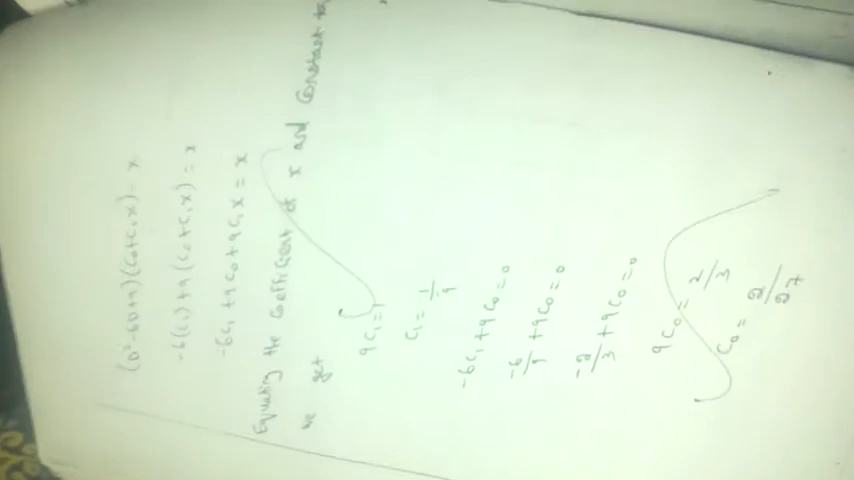 (D²-6D+9)(C₀+C₁x) = x
-6(C₁)+9(C₀+C₁x) = x
-6C₁ +9C₀+9C₁x = x
Equating the coefficient of x and constant
we get
9C₁=1
C₁ = 1/9
-6C₁+9C₀=0
-6/9 +9C₀=0
-2/3 +9C₀=0
9C₀ = 2/3
C₀ = 2/27